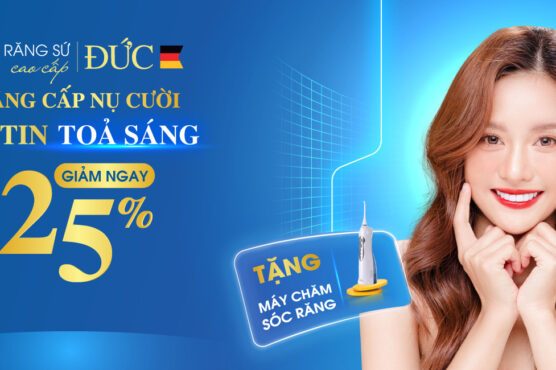 RĂNG SỨ
cao cấp
ĐỨC
ANG CẤP NỤ CƯỜI
TIN TOẢ SÁNG
GIẢM NGAY
25%
TẶNG
MÁY CHĂM
SÓC RĂNG